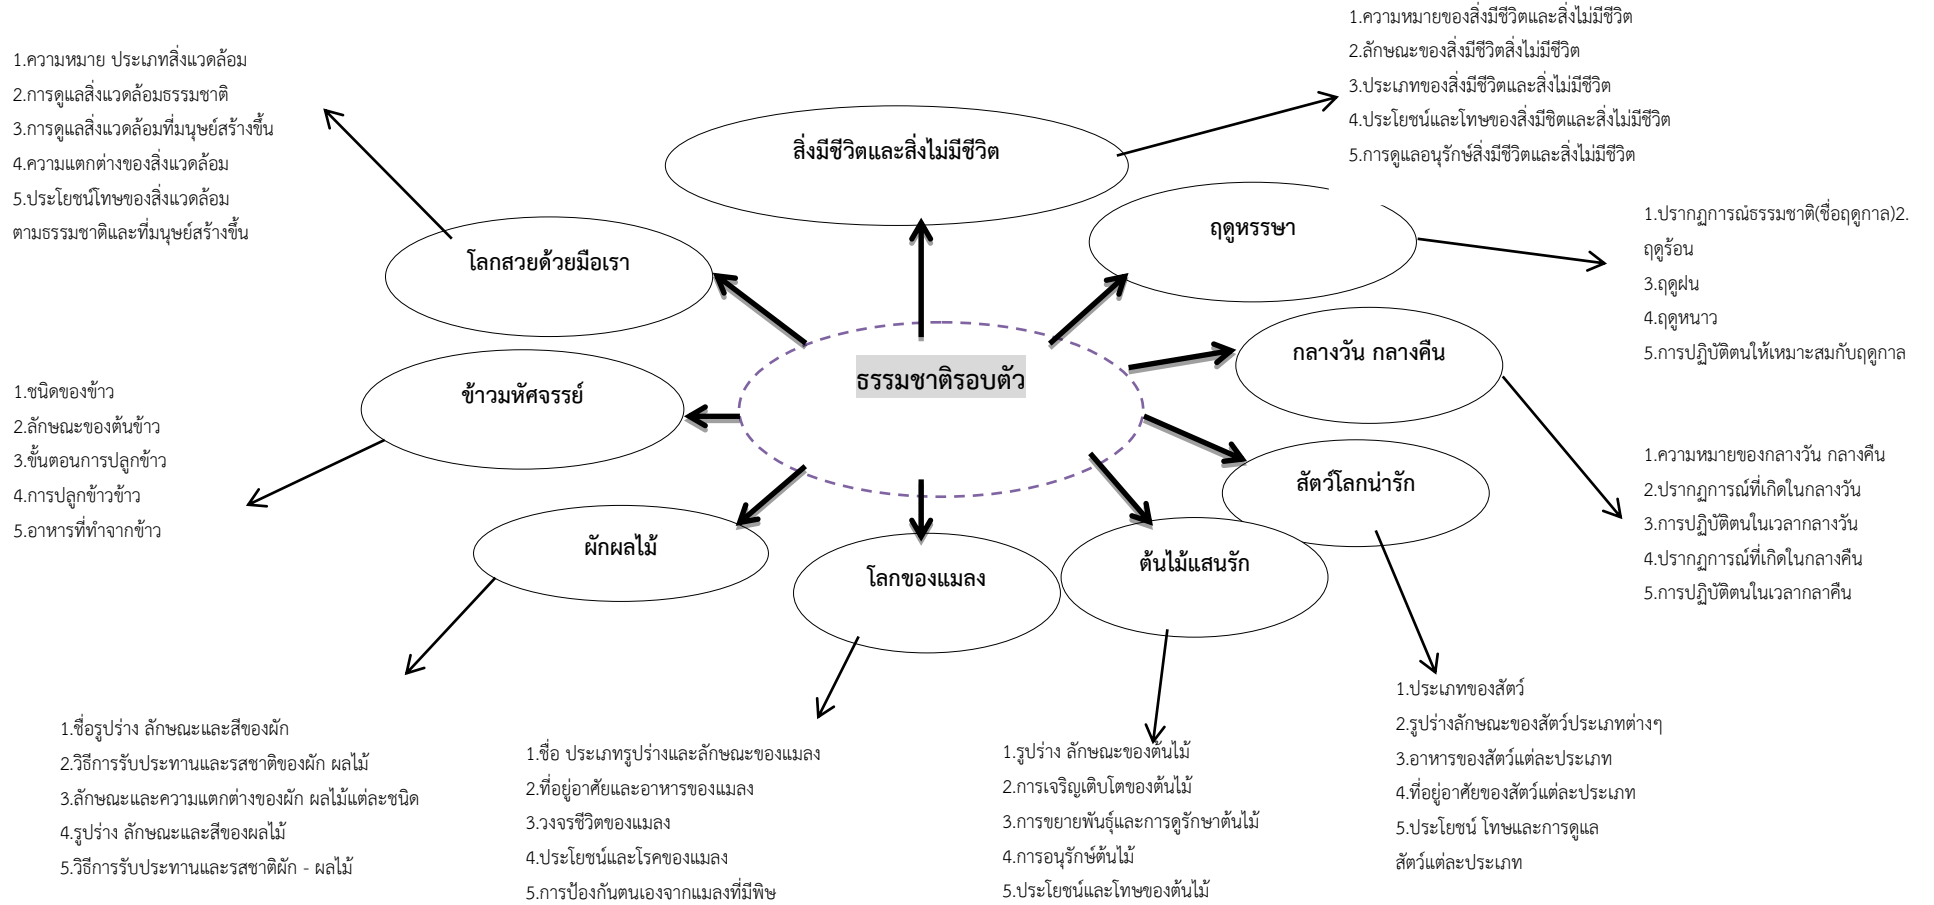 1.ความหมายของสิ่งมีชีวิตและสิ่งไม่มีชีวิต
2.ลักษณะของสิ่งมีชีวิตสิ่งไม่มีชีวิต
3.ประเภทของสิ่งมีชีวิตและสิ่งไม่มีชีวิต
4.ประโยชน์และโทษของสิ่งมีชิตและสิ่งไม่มีชีวิต
5.การดูแลอนุรักษ์สิ่งมีชีวิตและสิ่งไม่มีชีวิต
1.ความหมาย ประเภทสิ่งแวดล้อม
2.การดูแลสิ่งแวดล้อมธรรมชาติ
3.การดูแลสิ่งแวดล้อมที่มนุษย์สร้างขึ้น
4.ความแตกต่างของสิ่งแวดล้อม
5.ประโยชน์โทษของสิ่งแวดล้อม
ตามธรรมชาติและที่มนุษย์สร้างขึ้น
สิ่งมีชีวิตและสิ่งไม่มีชีวิต
ฤดูหรรษา
1.ปรากฏการณ์ธรรมชาติ(ชื่อฤดูกาล)2.
ฤดูร้อน
3.ฤดูฝน
4.ฤดูหนาว
5.การปฏิบัติตนให้เหมาะสมกับฤดูกาล
โลกสวยด้วยมือเรา
กลางวัน กลางคืน
ธรรมชาติรอบตัว
ข้าวมหัศจรรย์
1.ชนิดของข้าว
2.ลักษณะของต้นข้าว
3.ขั้นตอนการปลูกข้าว
4.การปลูกข้าวข้าว
5.อาหารที่ทำจากข้าว
สัตว์โลกน่ารัก
1.ความหมายของกลางวัน กลางคืน
2.ปรากฏการณ์ที่เกิดในกลางวัน
3.การปฏิบัติตนในเวลากลางวัน
4.ปรากฏการณ์ที่เกิดในกลางคืน
5.การปฏิบัติตนในเวลากลาคืน
ผักผลไม้
โลกของแมลง
ต้นไม้แสนรัก
1.ชื่อรูปร่าง ลักษณะและสีของผัก
2.วิธีการรับประทานและรสชาติของผัก ผลไม้
3.ลักษณะและความแตกต่างของผัก ผลไม้แต่ละชนิด
4.รูปร่าง ลักษณะและสีของผลไม้
5.วิธีการรับประทานและรสชาติผัก - ผลไม้
1.ชื่อ ประเภทรูปร่างและลักษณะของแมลง
2.ที่อยู่อาศัยและอาหารของแมลง
3.วงจรชีวิตของแมลง
4.ประโยชน์และโรคของแมลง
5.การป้องกันตนเองจากแมลงที่มีพิษ
1.รูปร่าง ลักษณะของต้นไม้
2.การเจริญเติบโตของต้นไม้
3.การขยายพันธุ์และการดูรักษาต้นไม้
4.การอนุรักษ์ต้นไม้
5.ประโยชน์และโทษของต้นไม้
1.ประเภทของสัตว์
2.รูปร่างลักษณะของสัตว์ประเภทต่างๆ
3.อาหารของสัตว์แต่ละประเภท
4.ที่อยู่อาศัยของสัตว์แต่ละประเภท
5.ประโยชน์ โทษและการดูแล
สัตว์แต่ละประเภท